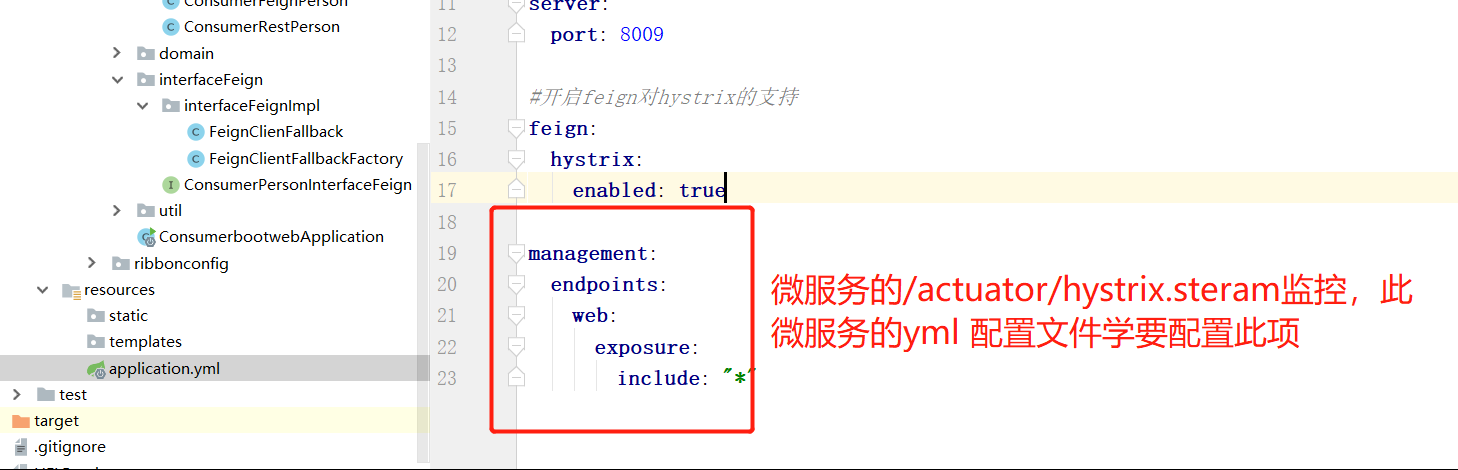 ConsumerFeignPerson
ConsumerRestPerson
domain
interfaceFeign
interfaceFeignImpl
FeignClienFallback
FeignClientFallbackFactory
ConsumerPersonInterfaceFeign
util
ConsumerbootwebApplication
ribbonconfig
resources
static
templates
application.yml
test
target
.gitignore
11 server:
12 port: 8009
13
14 #开启feign对hystrix的支持
15 feign:
16 hystrix:
17 enabled: true
18
19 management:
20 endpoints:
21 web:
22 exposure:
23 include: "*"
微服务的/actuator/hystrix.steram监控，此
微服务的yml 配置文件学要配置此项